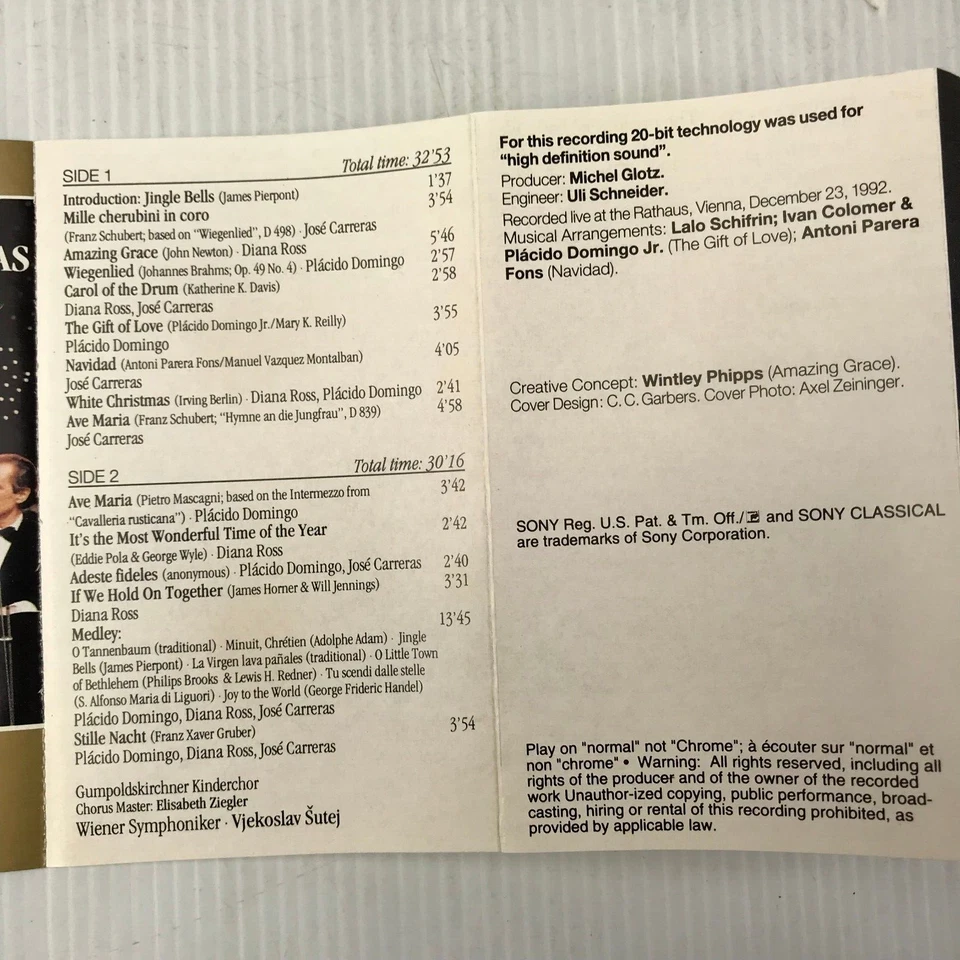 AS
SIDE 1 Total time: 32'53
Introduction: Jingle Bells (James Pierpont) 1'37
Mille cherubini in coro 3'54
(Franz Schubert; based on "Wiegenlied", D 498) · José Carreras
Amazing Grace (John Newton) · Diana Ross 5'46
Wiegenlied (Johannes Brahms; Op. 49 No. 4) · Plácido Domingo 2'57
Carol of the Drum (Katherine K. Davis) 2'58
Diana Ross, José Carreras
The Gift of Love (Plácido Domingo Jr./Mary K. Reilly) 3'55
Plácido Domingo
Navidad (Antoni Parera Fons/Manuel Vazquez Montalban) 4'05
José Carreras
White Christmas (Irving Berlin) · Diana Ross, Plácido Domingo 2'41
Ave Maria (Franz Schubert; "Hymne an die Jungfrau", D 839) 4'58
José Carreras
SIDE 2 Total time: 30'16
Ave Maria (Pietro Mascagni; based on the Intermezzo from 3'42
"Cavalleria rusticana") · Plácido Domingo
It's the Most Wonderful Time of the Year 2'42
(Eddie Pola & George Wyle) · Diana Ross
Adeste fideles (anonymous) · Plácido Domingo, José Carreras 2'40
If We Hold On Together (James Horner & Will Jennings) 3'31
Diana Ross
Medley: 13'45
O Tannenbaum (traditional) · Minuit, Chrétien (Adolphe Adam) · Jingle
Bells (James Pierpont) · La Virgen lava pañales (traditional) · O Little Town
of Bethlehem (Philips Brooks & Lewis H. Redner) · Tu scendi dalle stelle
(S. Alfonso Maria di Liguori) · Joy to the World (George Frideric Handel)
Plácido Domingo, Diana Ross, José Carreras
Stille Nacht (Franz Xaver Gruber) 3'54
Plácido Domingo, Diana Ross, José Carreras
Gumpoldskirchner Kinderchor
Chorus Master: Elisabeth Ziegler
Wiener Symphoniker · Vjekoslav Šutej
For this recording 20-bit technology was used for
"high definition sound".
Producer: Michel Glotz.
Engineer: Uli Schneider.
Recorded live at the Rathaus, Vienna, December 23, 1992.
Musical Arrangements: Lalo Schifrin; Ivan Colomer &
Plácido Domingo Jr. (The Gift of Love); Antoni Parera
Fons (Navidad).
Creative Concept: Wintley Phipps (Amazing Grace).
Cover Design: C. C. Garbers. Cover Photo: Axel Zeininger.
SONY Reg. U.S. Pat. & Tm. Off./ and SONY CLASSICAL
are trademarks of Sony Corporation.
Play on "normal" not "Chrome"; à écouter sur "normal" et
non "chrome" • Warning: All rights reserved, including all
rights of the producer and of the owner of the recorded
work Unauthor-ized copying, public performance, broad-
casting, hiring or rental of this recording prohibited, as
provided by applicable law.